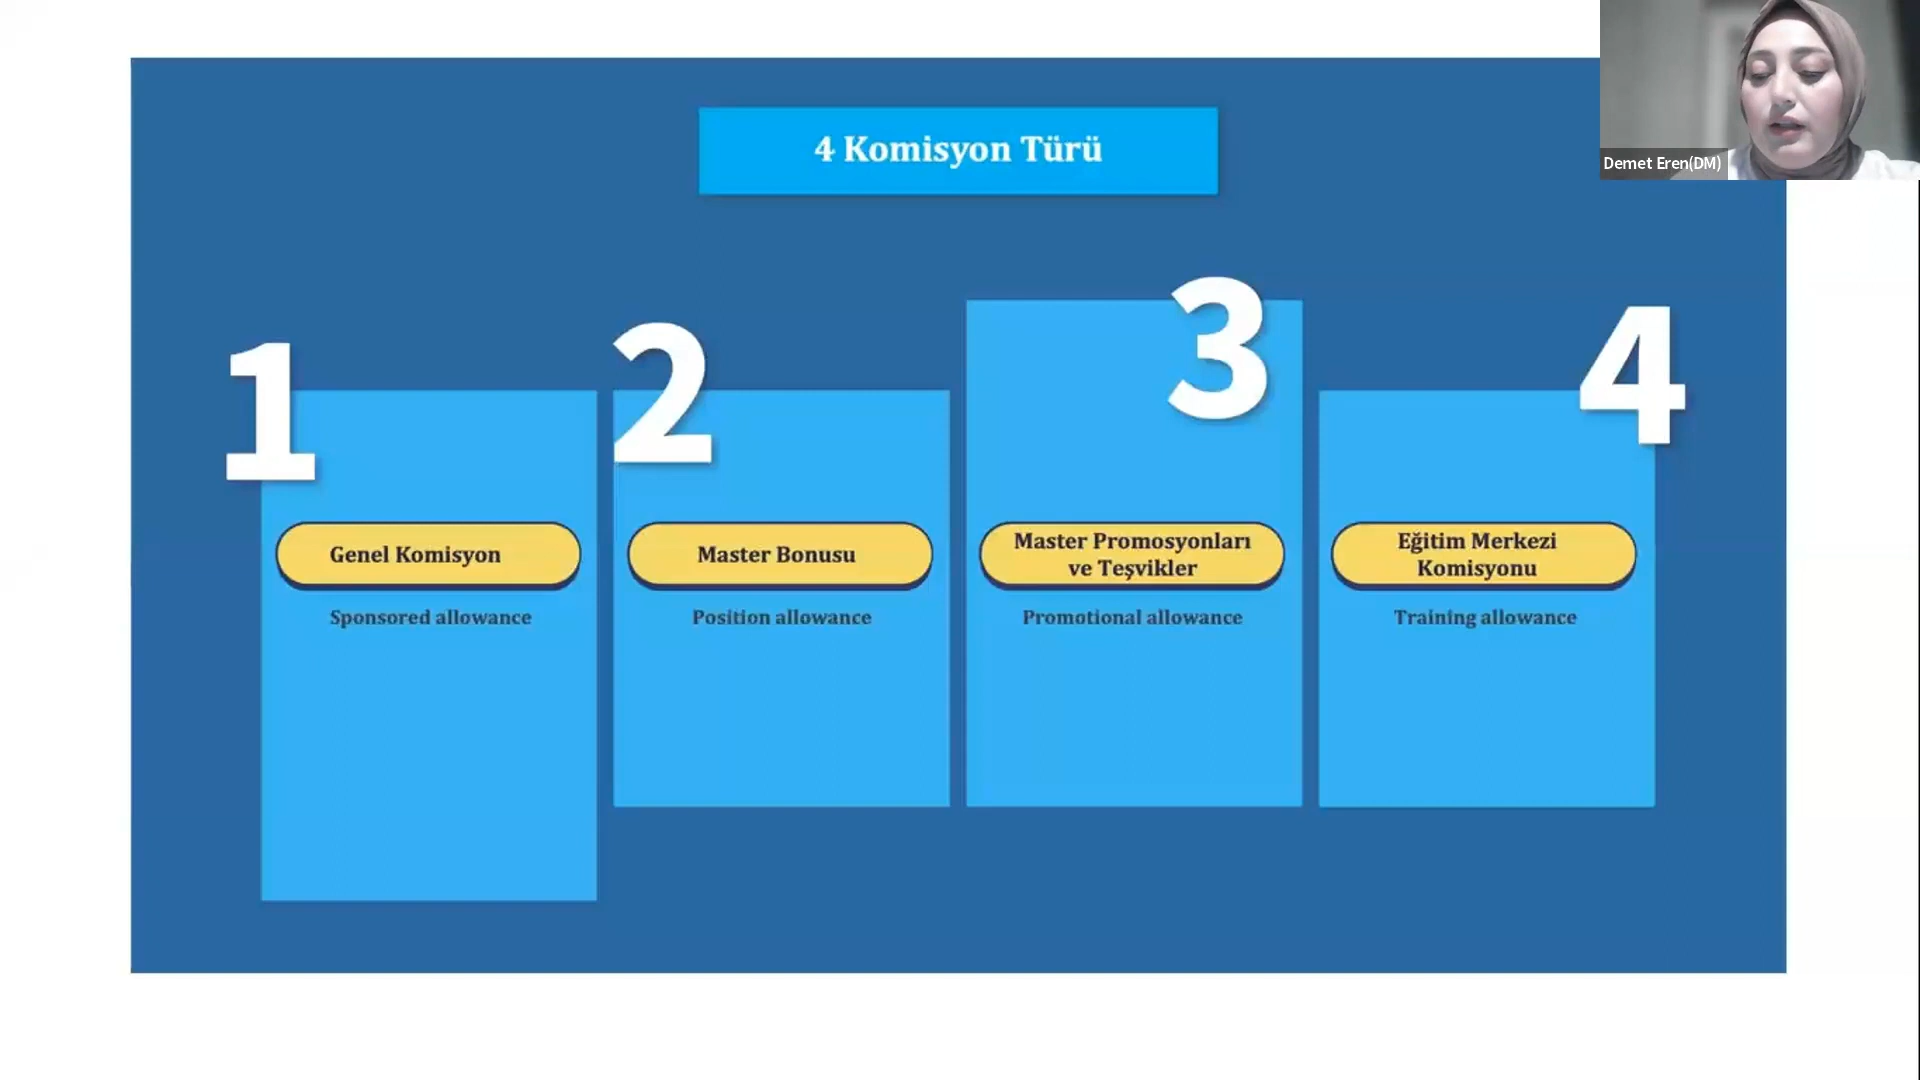 4 Komisyon Türü
Demet Eren(DM)
1
2
3
4
Genel Komisyon
Sponsored allowance
Master Bonusu
Position allowance
Master Promosyonları
ve Teşvikler
Promotional allowance
Eğitim Merkezi
Komisyonu
Training allowance